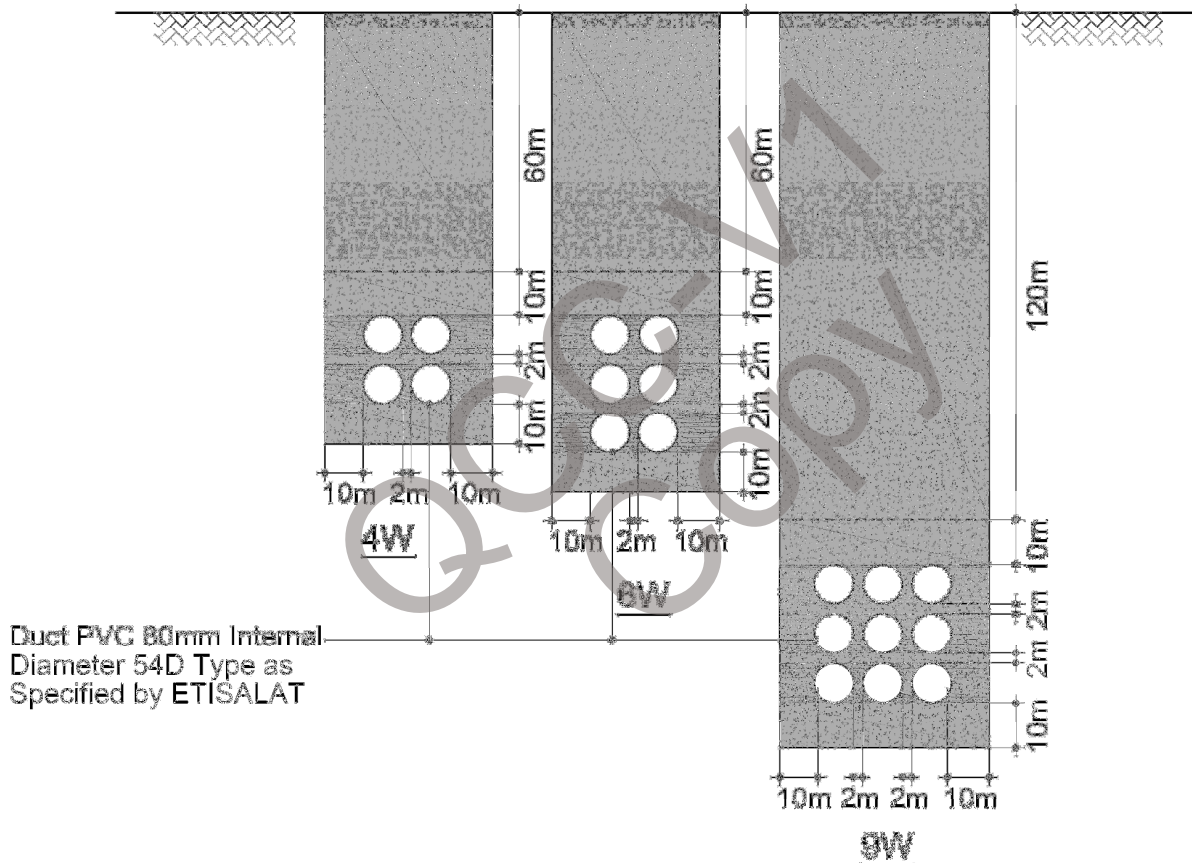 60m
10m
2m
10m
10m 2m 10m
4W
60m
10m
2m
2m
10m
10m 2m 10m
6W
120m
10m
2m
2m
10m
10m 2m 2m 10m
9W
Duct PVC 80mm Internal
Diameter 54D Type as
Specified by ETISALAT
QCC-V1
Copy